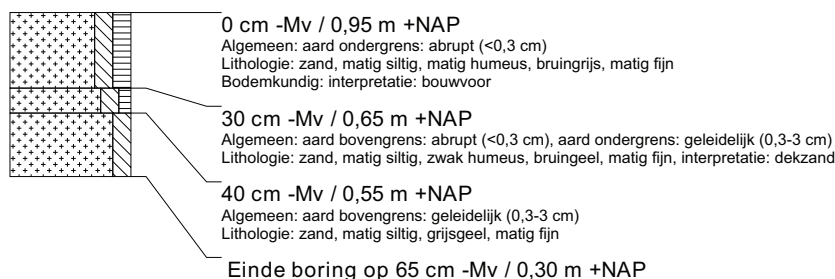 0 cm -Mv / 0,95 m +NAP
Algemeen: aard ondergrens: abrupt (<0,3 cm)
Lithologie: zand, matig siltig, matig humeus, bruingrijs, matig fijn
Bodemkundig: interpretatie: bouwvoor
30 cm -Mv / 0,65 m +NAP
Algemeen: aard bovengrens: abrupt (<0,3 cm), aard ondergrens: geleidelijk (0,3-3 cm)
Lithologie: zand, matig siltig, zwak humeus, bruingeel, matig fijn, interpretatie: dekzand
40 cm -Mv / 0,55 m +NAP
Algemeen: aard bovengrens: geleidelijk (0,3-3 cm)
Lithologie: zand, matig siltig, grijsgeel, matig fijn
Einde boring op 65 cm -Mv / 0,30 m +NAP